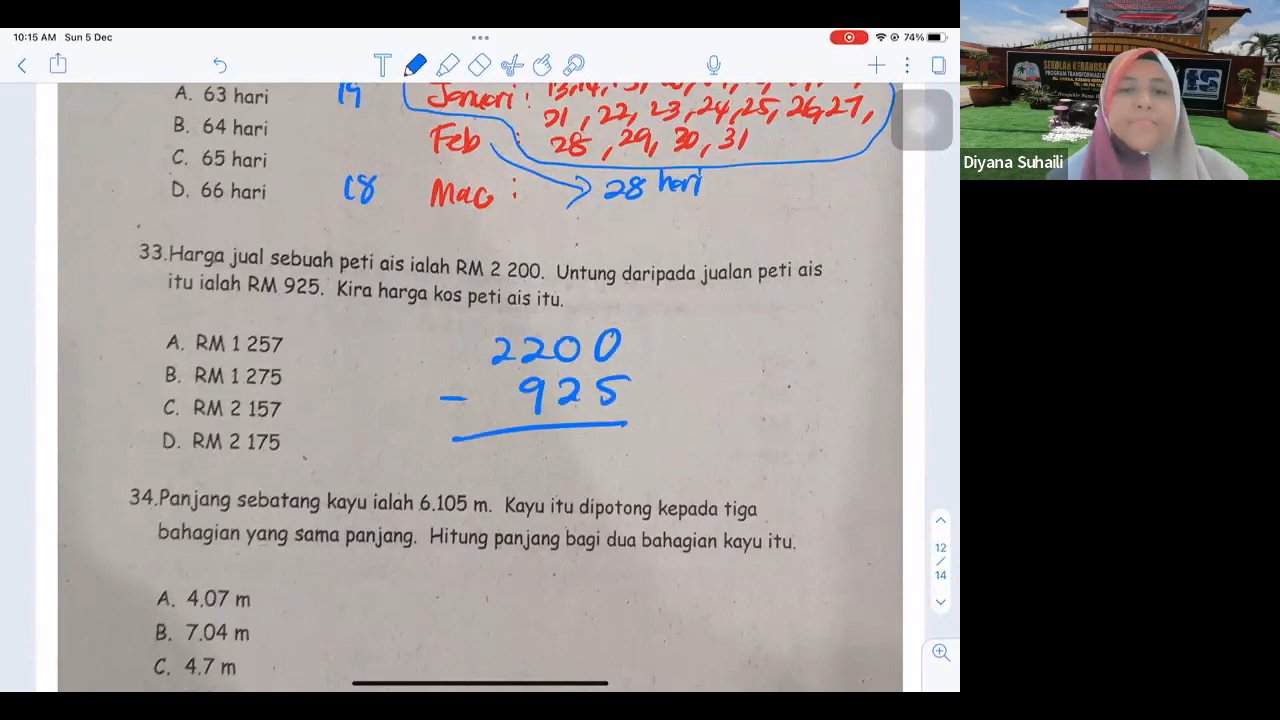 10:15 AM Sun 5 Dec
74%
A. 63 hari
B. 64 hari
C. 65 hari
D. 66 hari
19
Januari :
21, 22, 23, 24, 25, 26, 27,
Feb :
28, 29, 30, 31
28 hari
18
Mac :
33. Harga jual sebuah peti ais ialah RM 2 200. Untung daripada jualan peti ais
itu ialah RM 925. Kira harga kos peti ais itu.
A. RM 1 257
B. RM 1 275
C. RM 2 157
D. RM 2 175
2200
- 925
34. Panjang sebatang kayu ialah 6.105 m. Kayu itu dipotong kepada tiga
bahagian yang sama panjang. Hitung panjang bagi dua bahagian kayu itu.
A. 4.07 m
B. 7.04 m
C. 4.7 m
12
/
14
Diyana Suhaili